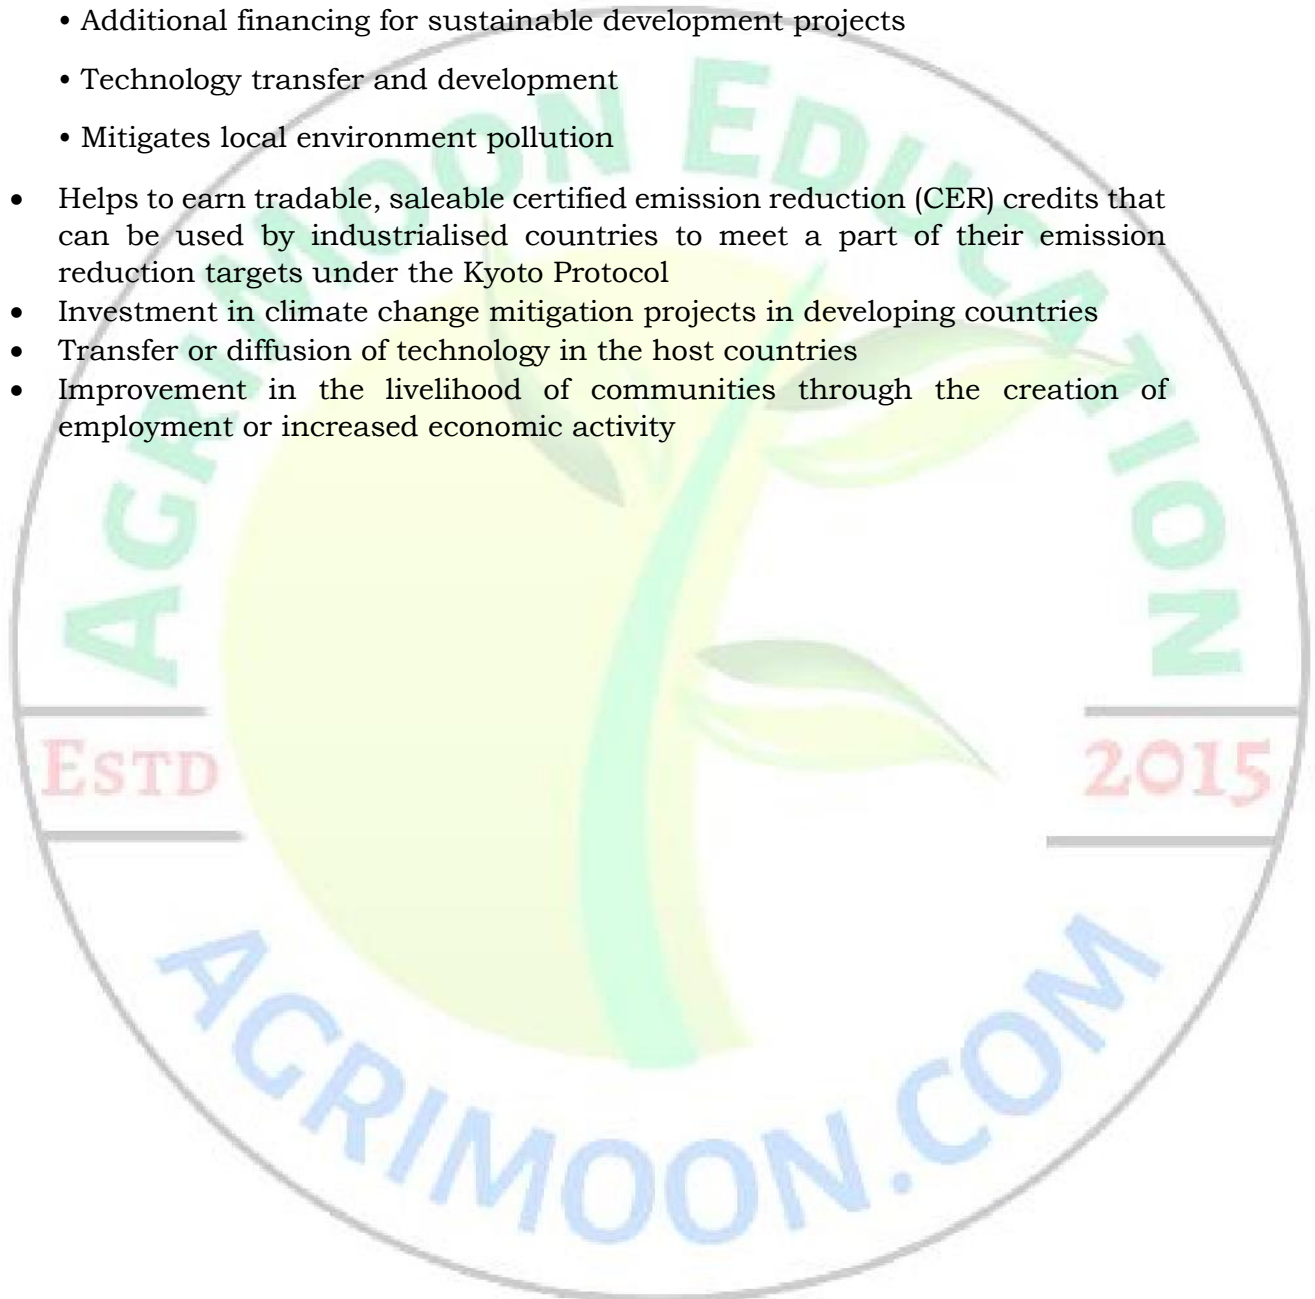 • Additional financing for sustainable development projects
• Technology transfer and development
• Mitigates local environment pollution
• Helps to earn tradable, saleable certified emission reduction (CER) credits that
can be used by industrialised countries to meet a part of their emission
reduction targets under the Kyoto Protocol
• Investment in climate change mitigation projects in developing countries
• Transfer or diffusion of technology in the host countries
• Improvement in the livelihood of communities through the creation of
employment or increased economic activity
AGRIMOON EDUCATION
ESTD
2015
AGRIMOON.COM